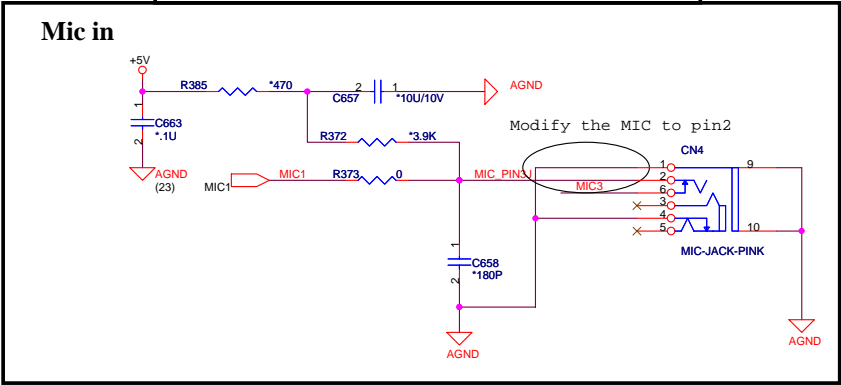 Mic in
+5V
R385 *470
2 1
C657 *10U/10V
AGND
1
C663
*.1U
2
AGND
(23)
R372 *3.9K
Modify the MIC to pin2
CN4
MIC1
MIC1
R373 0
MIC_PIN3J
MIC3
1
2
6
3
4
5
9
10
MIC-JACK-PINK
1
C658
*180P
2
AGND
AGND